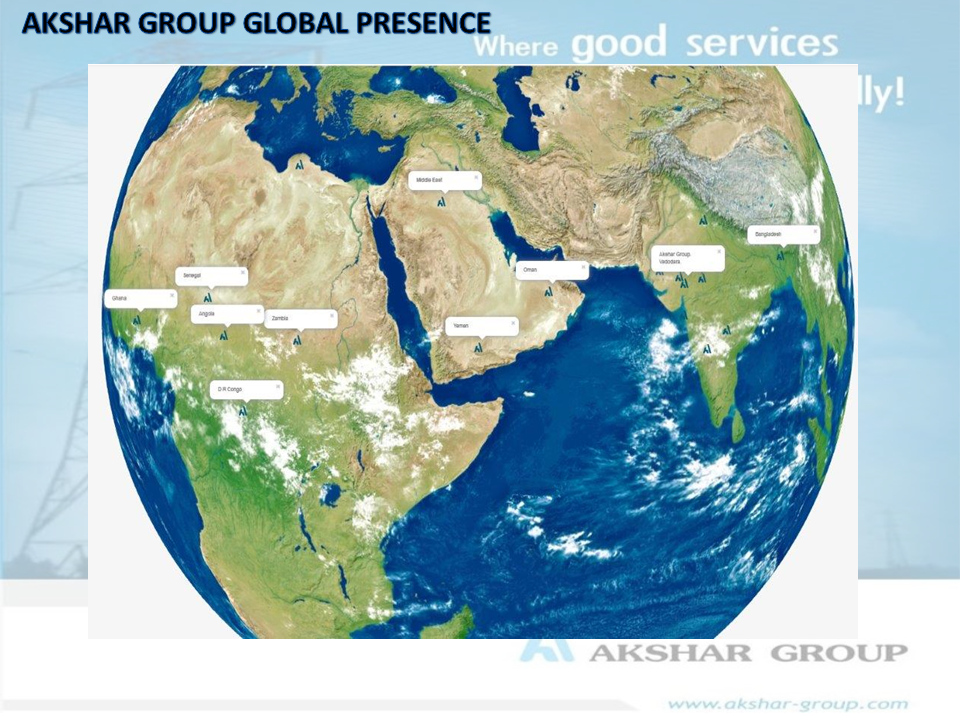 AKSHAR GROUP GLOBAL PRESENCE
Where good services
lly!
Middle East
Bangladesh
Akshar Group.
Vadodara.
Oman
Senegal
Ghana
Angola
Zambia
Yemen
D.R.Congo
AKSHAR GROUP
www.akshar-group.com